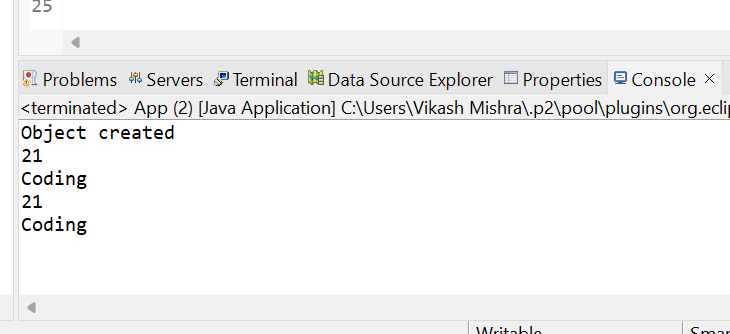 25
Problems Servers Terminal Data Source Explorer Properties Console
<terminated> App (2) [Java Application] C:\Users\Vikash Mishra\.p2\pool\plugins\org.eclip
Object created
21
Coding
21
Coding
Writable
Smar